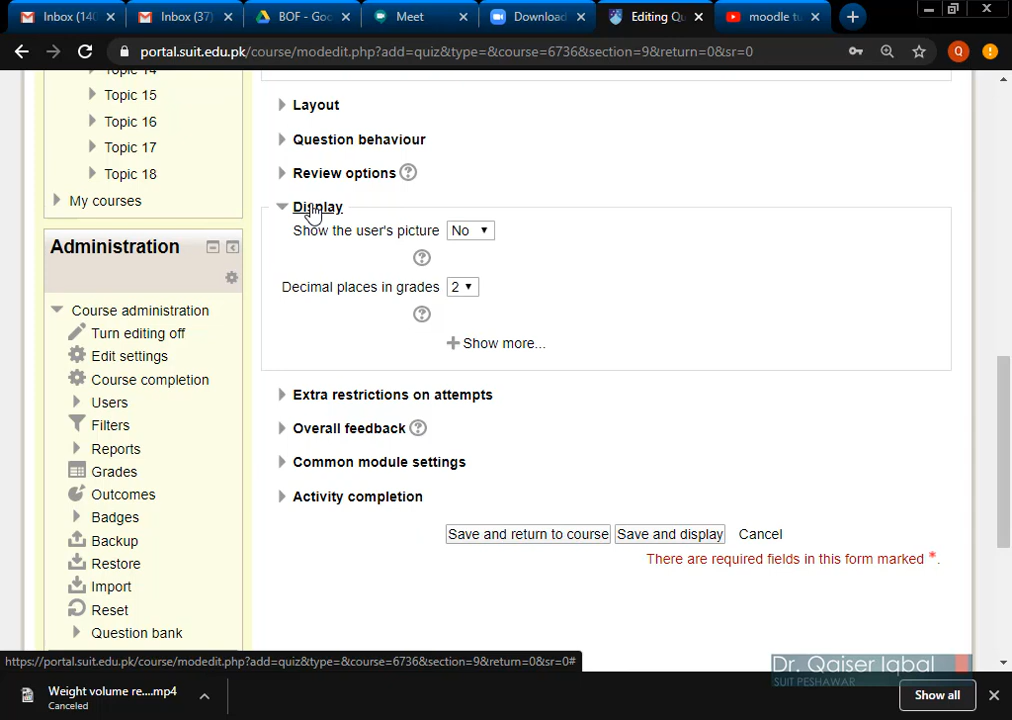 Inbox (140
Inbox (37)
BOF - Goo
Meet
Download
Editing Qu
moodle tu
portal.suit.edu.pk/course/modedit.php?add=quiz&type=&course=6736&section=9&return=0&sr=0
Q
Topic 14
Topic 15
Topic 16
Topic 17
Topic 18
My courses
Administration
Course administration
Turn editing off
Edit settings
Course completion
Users
Filters
Reports
Grades
Outcomes
Badges
Backup
Restore
Import
Reset
Question bank
Layout
Question behaviour
Review options
Display
Show the user's picture No
Decimal places in grades 2
Show more...
Extra restrictions on attempts
Overall feedback
Common module settings
Activity completion
Save and return to course Save and display Cancel
There are required fields in this form marked *.
https://portal.suit.edu.pk/course/modedit.php?add=quiz&type=&course=6736&section=9&return=0&sr=0#
Dr. Qaiser Iqbal
SUIT PESHAWAR
Weight volume re....mp4
Canceled
Show all